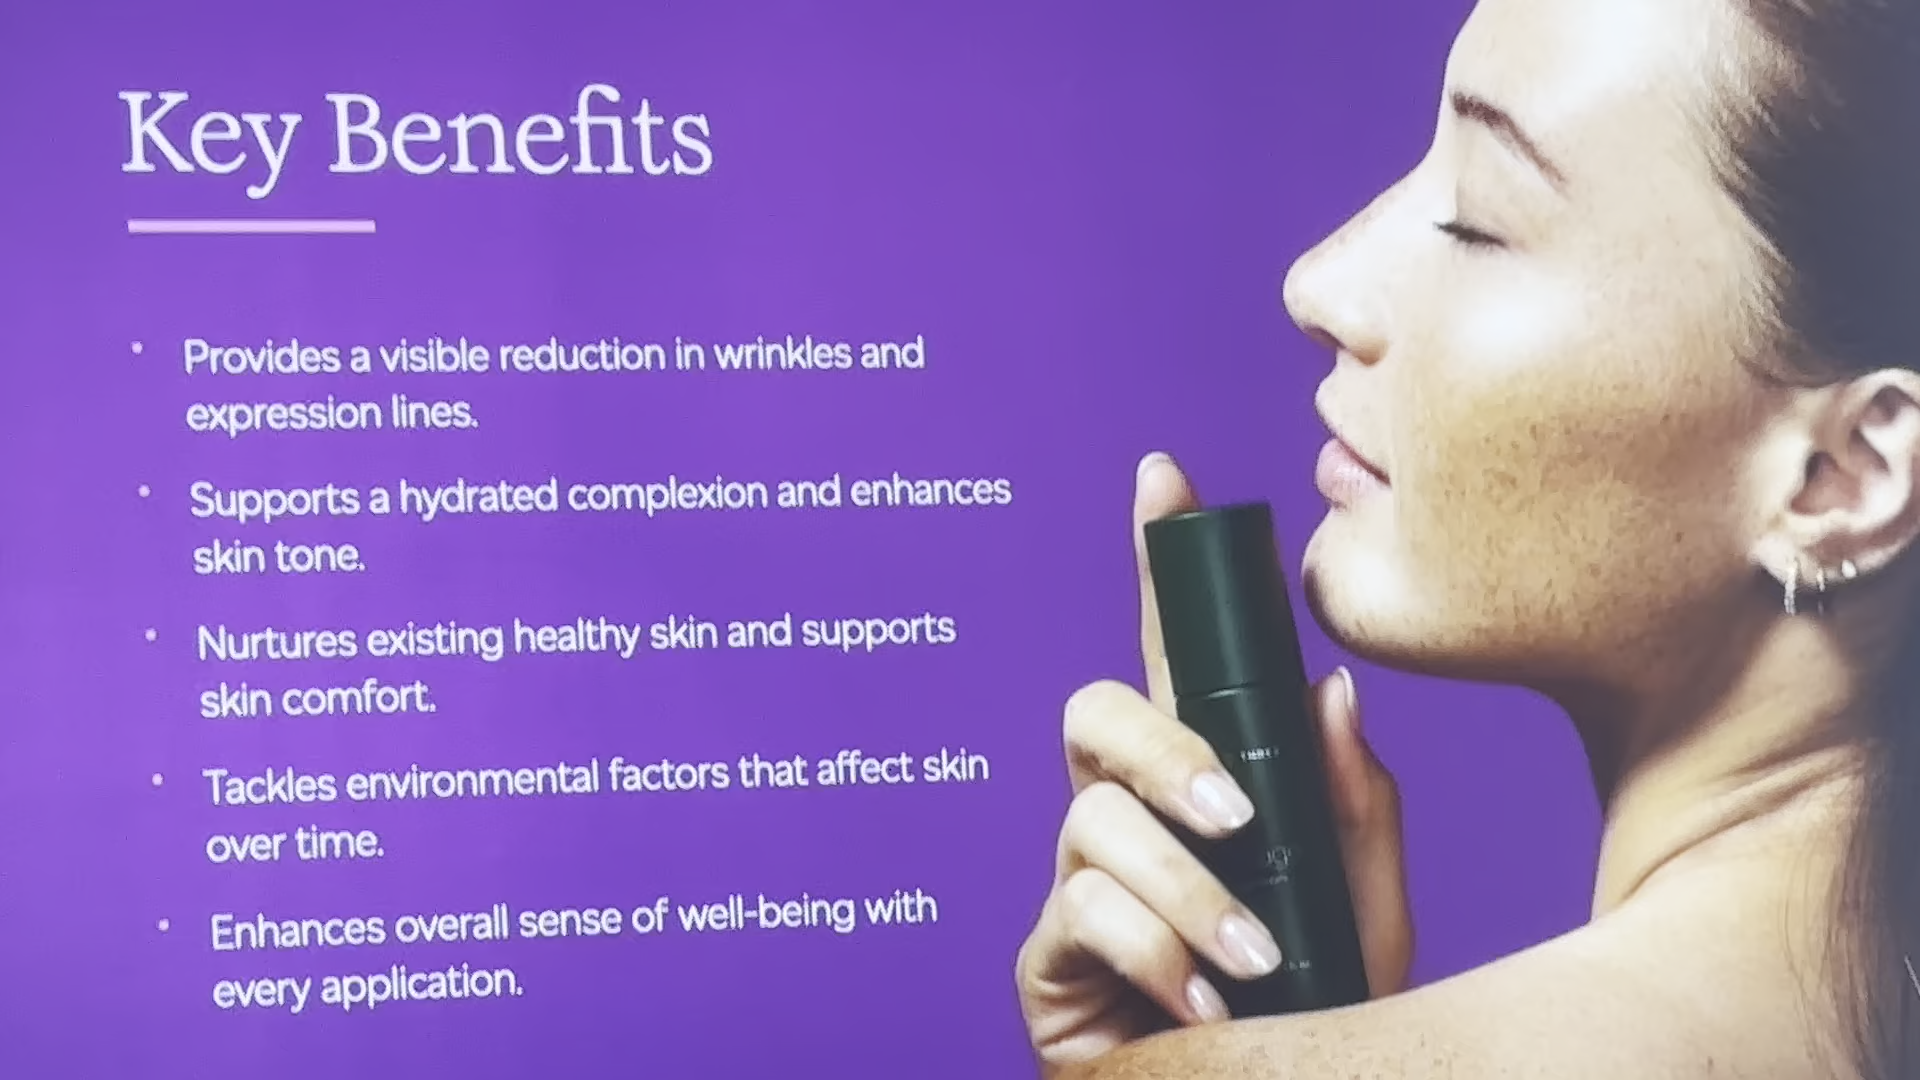 Key Benefits
• Provides a visible reduction in wrinkles and
expression lines.
• Supports a hydrated complexion and enhances
skin tone.
• Nurtures existing healthy skin and supports
skin comfort.
• Tackles environmental factors that affect skin
over time.
• Enhances overall sense of well-being with
every application.